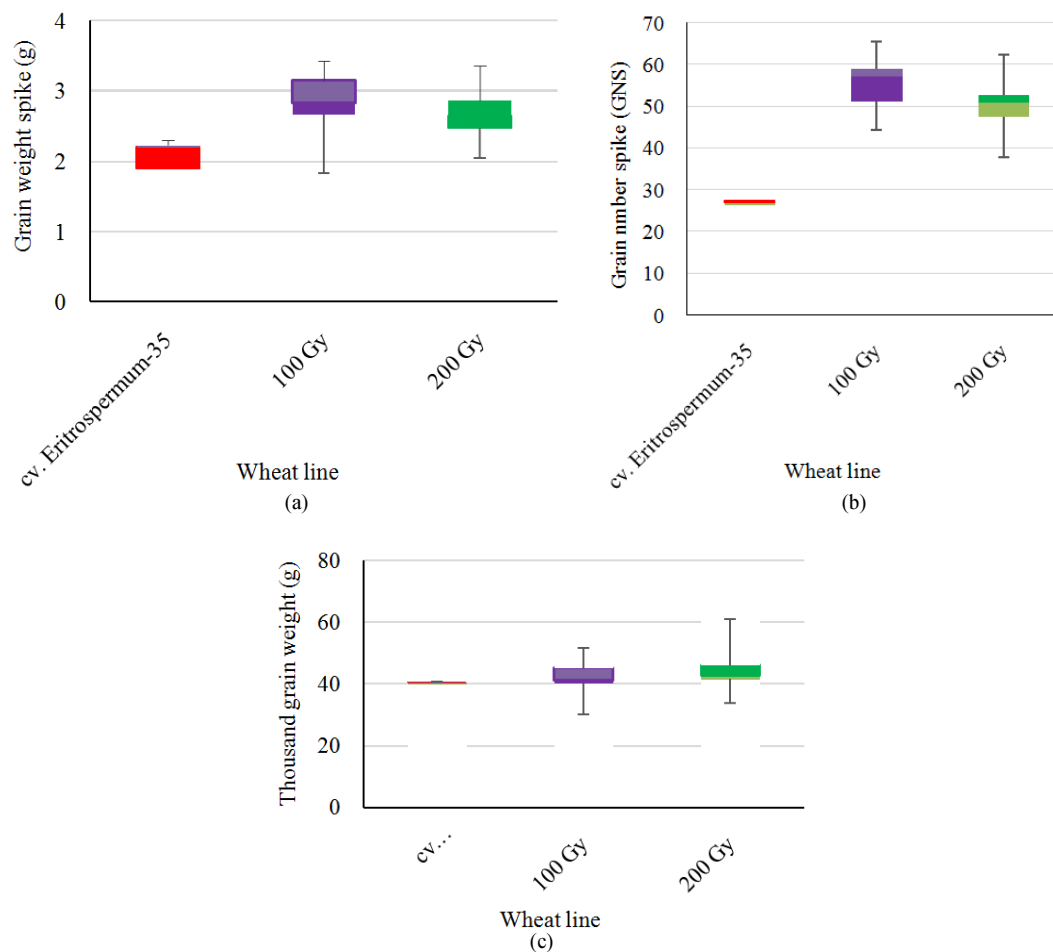 Grain weight spike (g)
4
3
2
1
0
cv. Eritrospermum-35
100 Gy
200 Gy
Wheat line
(a)
Grain nmber spike (GNS)
70
60
50
40
30
20
10
0
cv. Eritrospermum-35
100 Gy
200 Gy
Wheat line
(b)
Thousand grain weight (g)
80
60
40
20
0
cv...
100 Gy
200 Gy
Wheat line
(c)